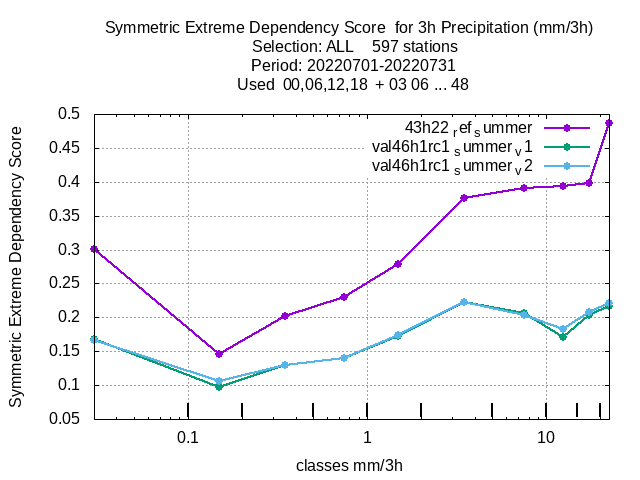 Symmetric Extreme Dependency Score for 3h Precipitation (mm/3h)
Selection: ALL 597 stations
Period: 20220701-20220731
Used 00,06,12,18 + 03 06 ... 48
Symmetric Extreme Dependency Score
0.5
0.45
0.4
0.35
0.3
0.25
0.2
0.15
0.1
0.05
43h22 ref summer
val46h1rc1 summer v1
val46h1rc1 summer v2
0.1 1 10
classes mm/3h